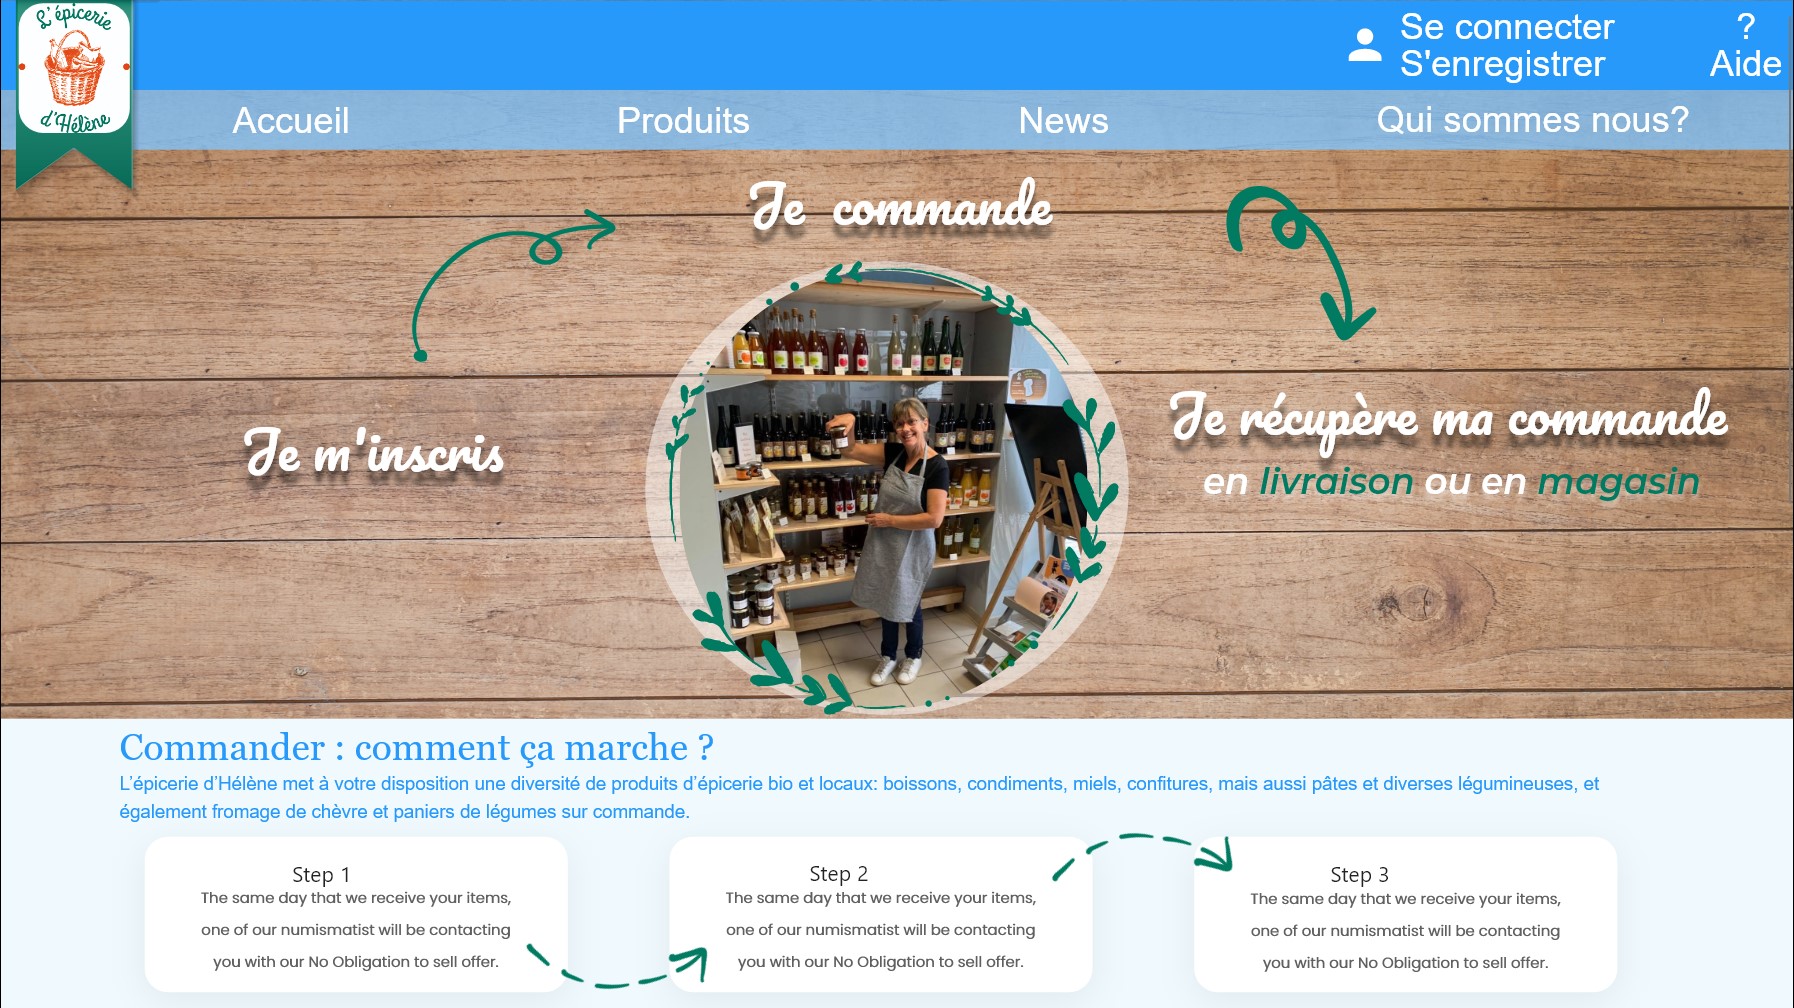 L'épicerie
d'Hélène
Se connecter
S'enregistrer
?
Aide
Accueil
Produits
News
Qui sommes nous?
Je commande
Je m'inscris
Je récupère ma commande
en livraison ou en magasin
Commander : comment ça marche ?
L’épicerie d’Hélène met à votre disposition une diversité de produits d’épicerie bio et locaux: boissons, condiments, miels, confitures, mais aussi pâtes et diverses légumineuses, et
également fromage de chèvre et paniers de légumes sur commande.
Step 1
The same day that we receive your items,
one of our numismatist will be contacting
you with our No Obligation to sell offer.
Step 2
The same day that we receive your items,
one of our numismatist will be contacting
you with our No Obligation to sell offer.
Step 3
The same day that we receive your items,
one of our numismatist will be contacting
you with our No Obligation to sell offer.